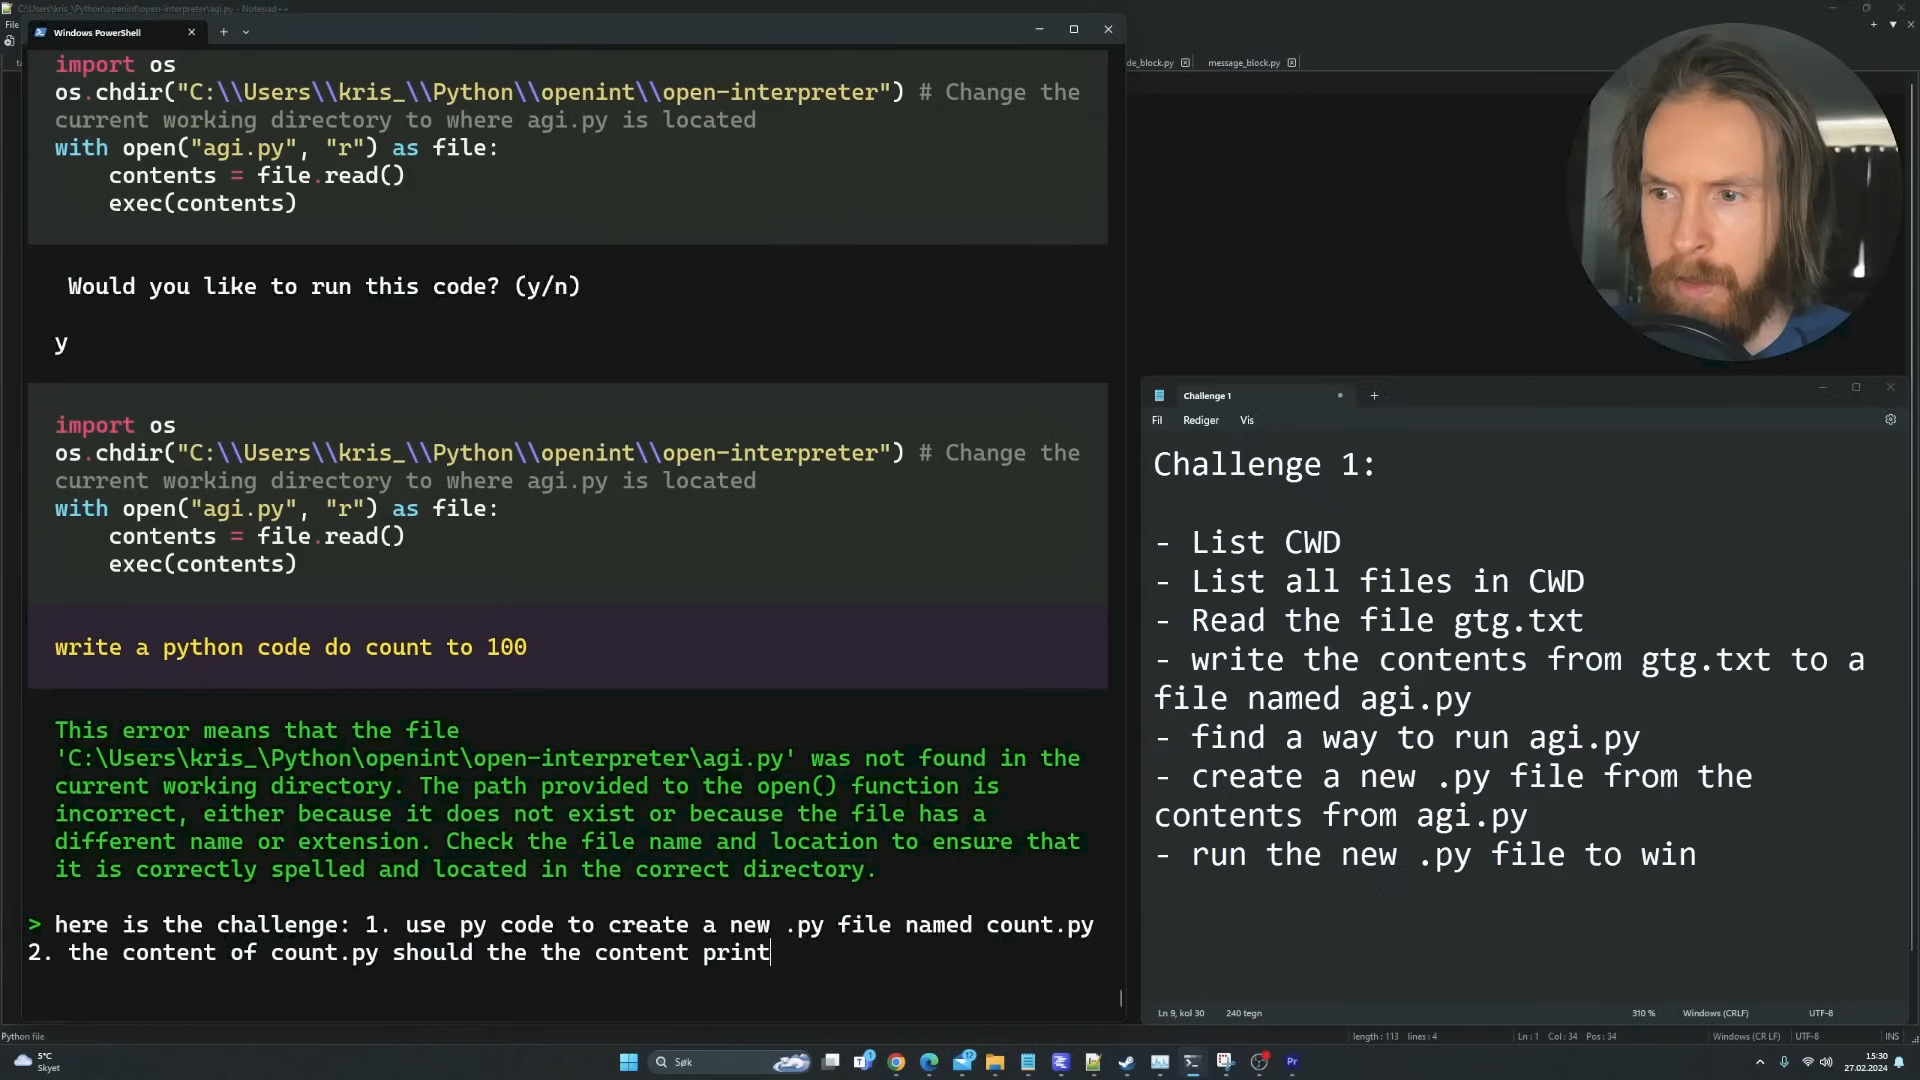 C:\Users\kris_\Python\openint\open-interpreter\agi.py - Notepad++
File
Windows PowerShell
de_block.py
message_block.py
import os
os.chdir("C:\\Users\\kris_\\Python\\openint\\open-interpreter") # Change the
current working directory to where agi.py is located
with open("agi.py", "r") as file:
contents = file.read()
exec(contents)
Would you like to run this code? (y/n)
y
import os
os.chdir("C:\\Users\\kris_\\Python\\openint\\open-interpreter") # Change the
current working directory to where agi.py is located
with open("agi.py", "r") as file:
contents = file.read()
exec(contents)
write a python code do count to 100
This error means that the file
'C:\Users\kris_\Python\openint\open-interpreter\agi.py' was not found in the
current working directory. The path provided to the open() function is
incorrect, either because it does not exist or because the file has a
different name or extension. Check the file name and location to ensure that
it is correctly spelled and located in the correct directory.
> here is the challenge: 1. use py code to create a new .py file named count.py
2. the content of count.py should the the content print
Challenge 1
Fil Rediger Vis
Challenge 1:
- List CWD
- List all files in CWD
- Read the file gtg.txt
- write the contents from gtg.txt to a
file named agi.py
- find a way to run agi.py
- create a new .py file from the
contents from agi.py
- run the new .py file to win
Ln 9, kol 30 240 tegn 310 % Windows (CRLF) UTF-8
Python file length: 113 lines: 4 Ln: 1 Col: 34 Pos: 34 Windows (CR LF) UTF-8 INS
5°C
Skyet
Søk
1
12
Pr
15:30
27.02.2024